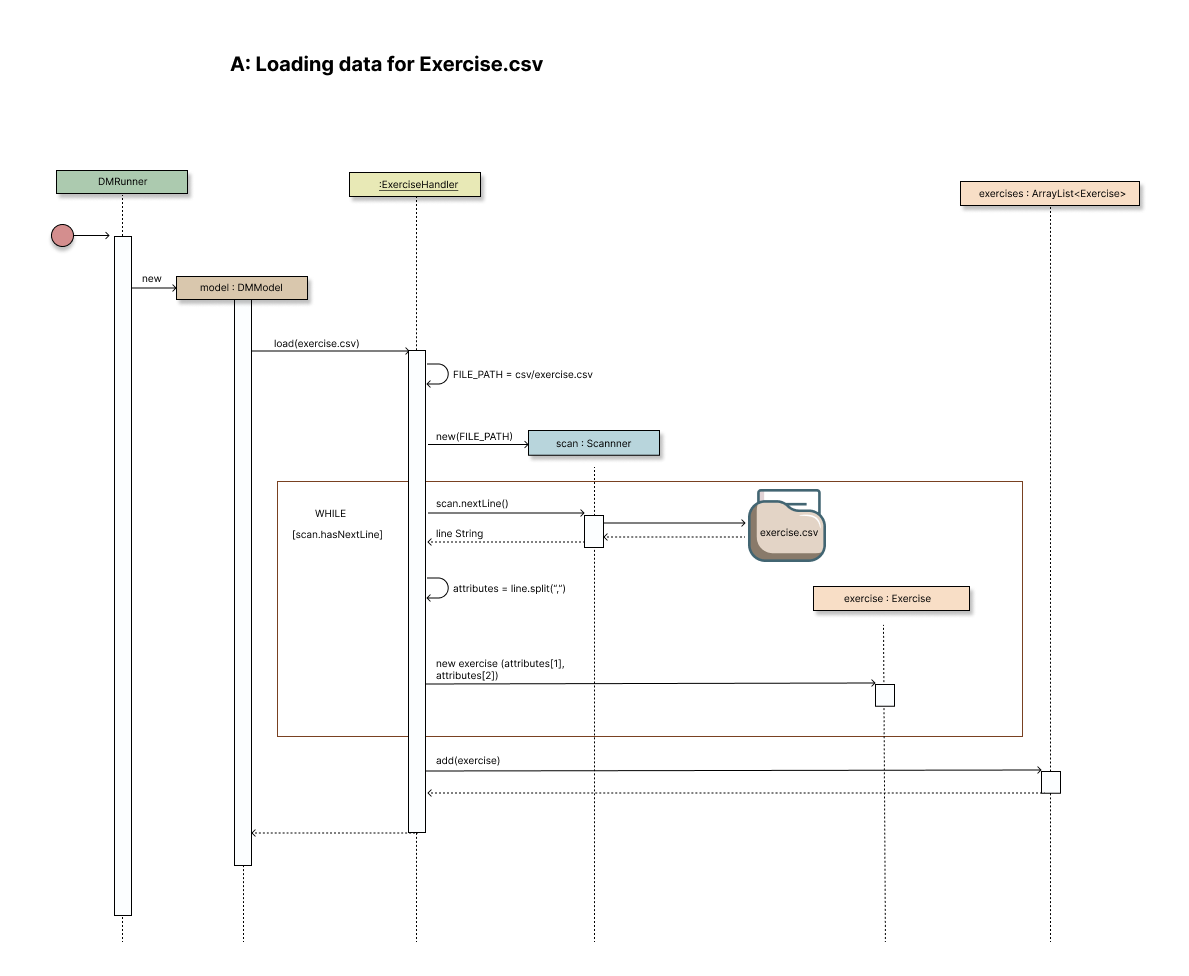 A: Loading data for Exercise.csv
DMRunner
:ExerciseHandler
exercises : ArrayList<Exercise>
new
model : DMModel
load(exercise.csv)
FILE_PATH = csv/exercise.csv
new(FILE_PATH)
scan : Scannner
WHILE
[scan.hasNextLine]
scan.nextLine()
line String
exercise.csv
attributes = line.split(“,”)
exercise : Exercise
new exercise (attributes[1],
attributes[2])
add(exercise)